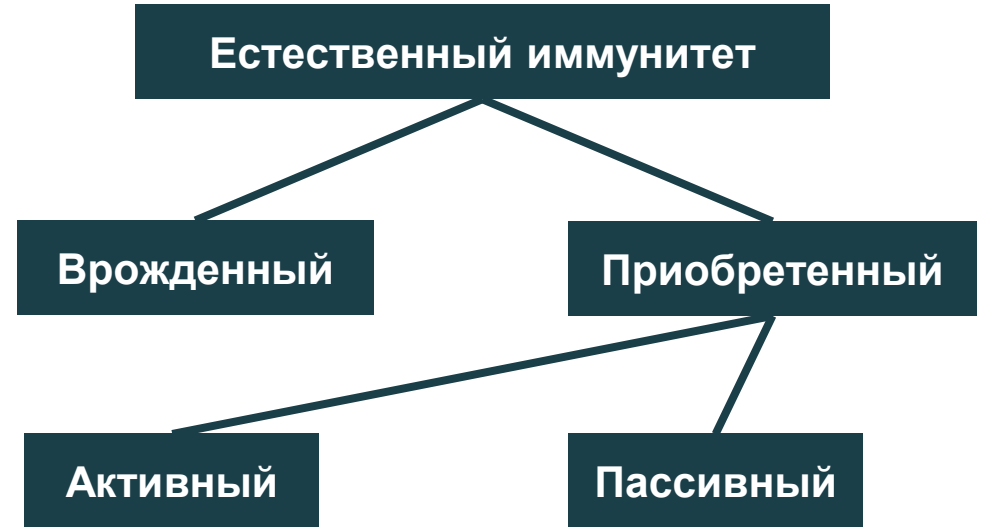 Естественный иммунитет
Врожденный
Приобретенный
Активный
Пассивный